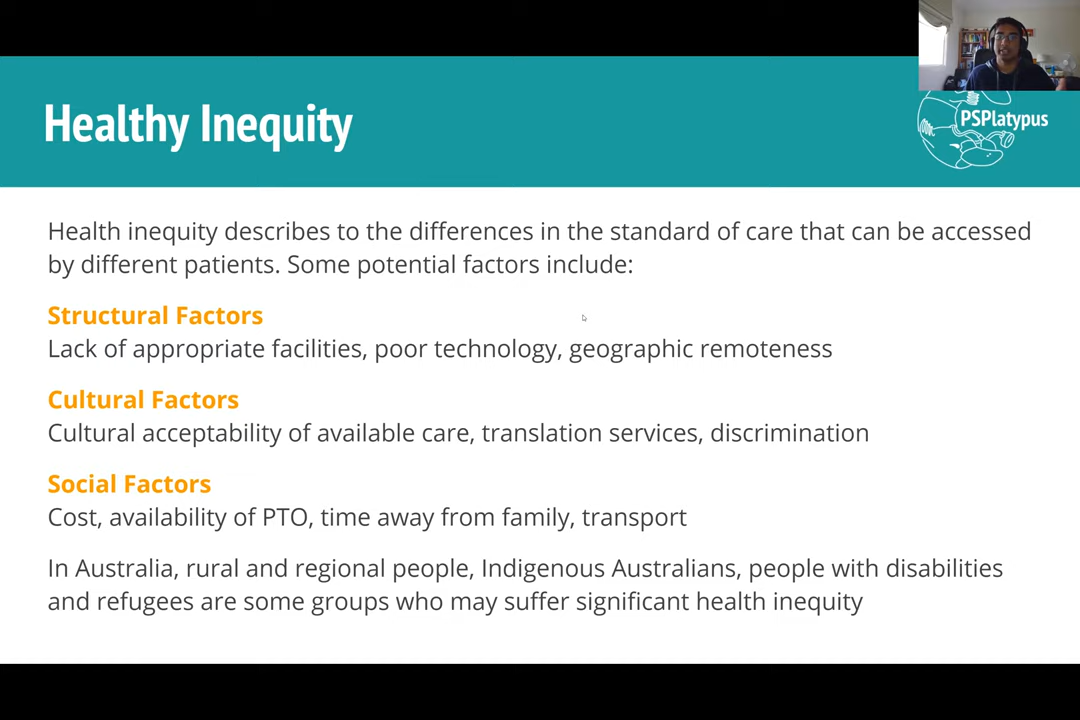 Healthy Inequity
PSPlatypus
Health inequity describes to the differences in the standard of care that can be accessed
by different patients. Some potential factors include:
Structural Factors
Lack of appropriate facilities, poor technology, geographic remoteness
Cultural Factors
Cultural acceptability of available care, translation services, discrimination
Social Factors
Cost, availability of PTO, time away from family, transport
In Australia, rural and regional people, Indigenous Australians, people with disabilities
and refugees are some groups who may suffer significant health inequity